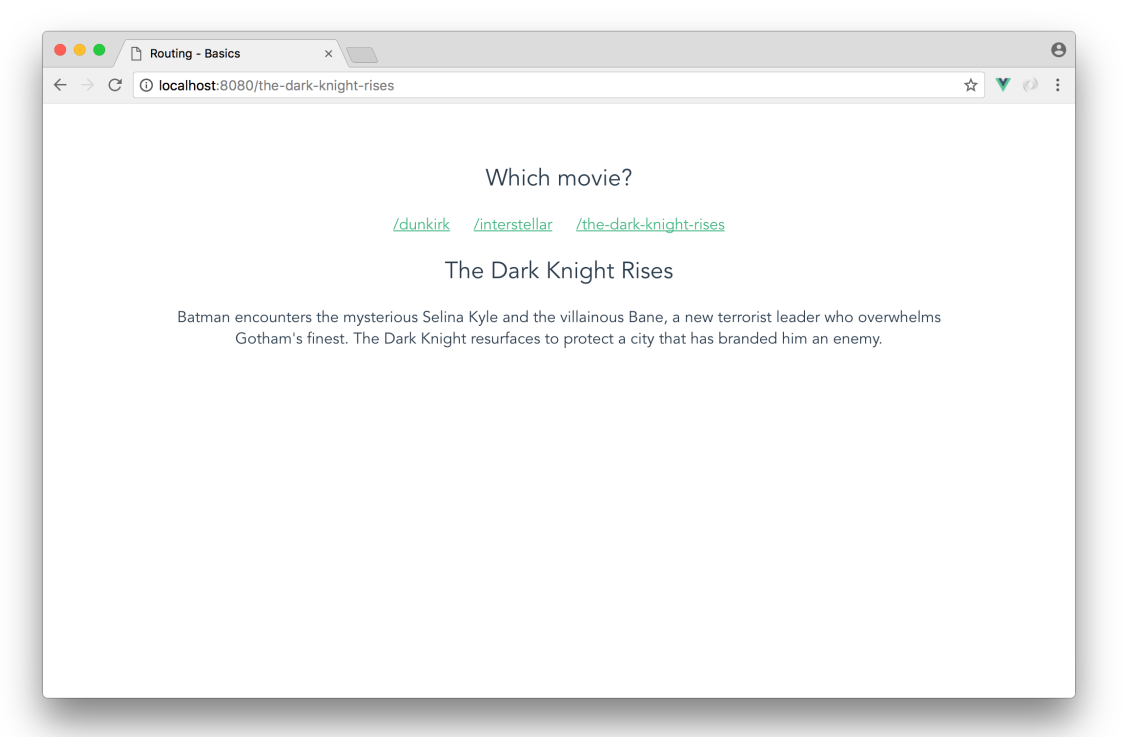 Routing - Basics
localhost:8080/the-dark-knight-rises
Which movie?
/dunkirk /interstellar /the-dark-knight-rises
The Dark Knight Rises
Batman encounters the mysterious Selina Kyle and the villainous Bane, a new terrorist leader who overwhelms
Gotham's finest. The Dark Knight resurfaces to protect a city that has branded him an enemy.